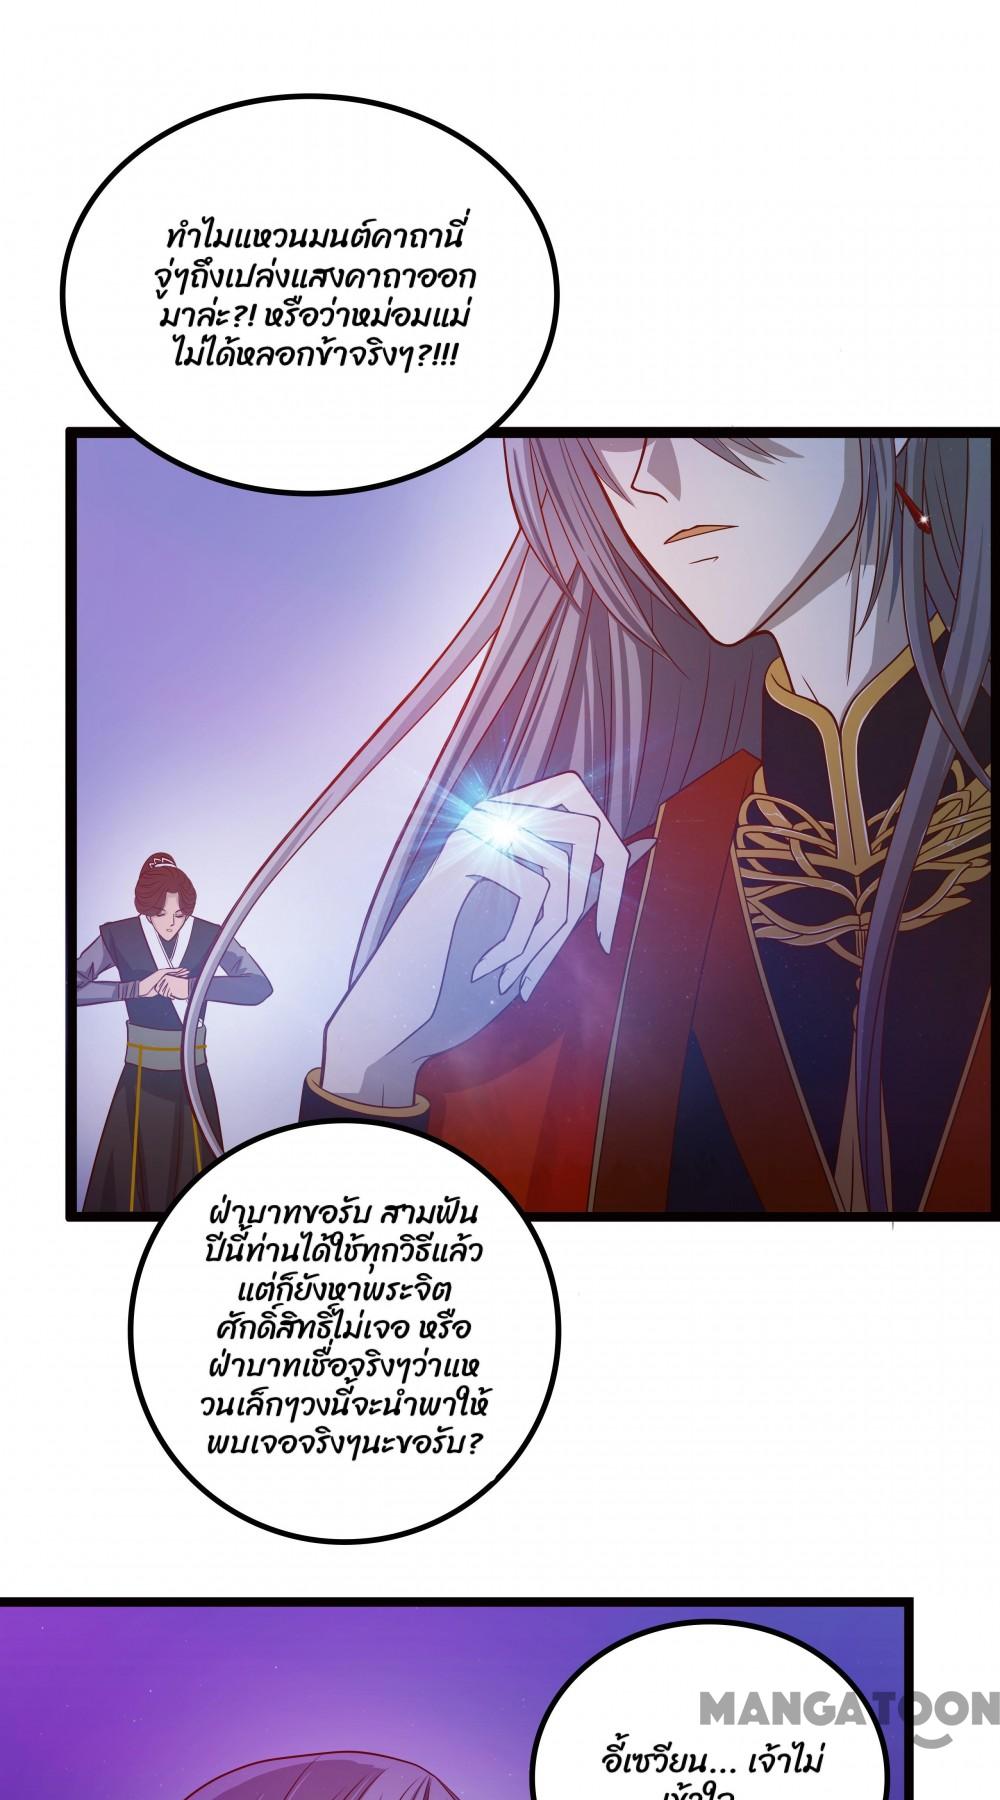 ทำไมแหวนมนต์คาถานี่
จู่ๆถึงเปล่งแสงคาถาออก
มาล่ะ?! หรือว่าหม่อมแม่
ไม่ได้หลอกข้าจริงๆ?!!!
ฝ่าบาทขอรับ สามพัน
ปีนี้ท่านได้ใช้ทุกวิธีแล้ว
แต่ก็ยังหาพระจิต
ศักดิ์สิทธิ์ไม่เจอ หรือ
ฝ่าบาทเชื่อจริงๆว่าแห
วนเล็กๆวงนี้จะนำพาให้
พบเจอจริงๆนะขอรับ?
MANGATOON
อี้เซวียน... เจ้าไม่
เข้าใจ